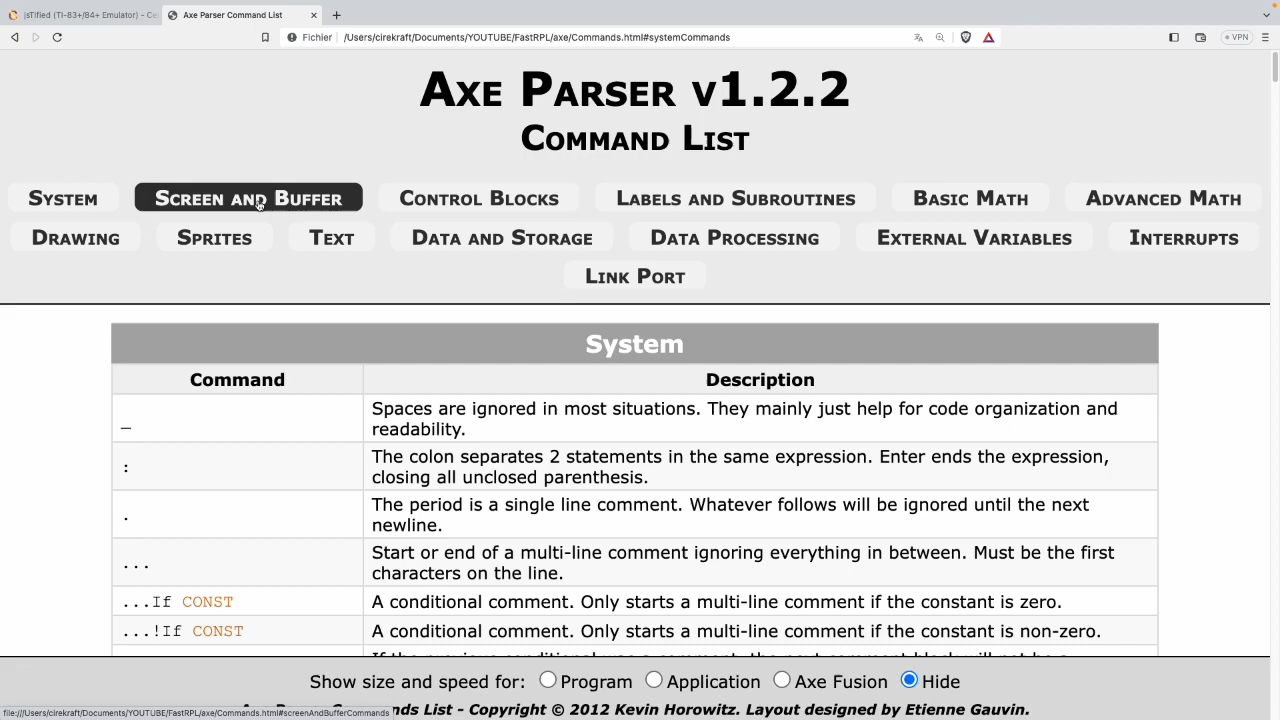 jsTified (TI-83+/84+ Emulator) - Ce
Axe Parser Command List
Fichier
/Users/cirekraft/Documents/YOUTUBE/FastRPL/axe/Commands.html#systemCommands
VPN
Axe Parser v1.2.2
Command List
System
Screen and Buffer
Control Blocks
Labels and Subroutines
Basic Math
Advanced Math
Drawing
Sprites
Text
Data and Storage
Data Processing
External Variables
Interrupts
Link Port
System
Command
Description
_
Spaces are ignored in most situations. They mainly just help for code organization and
readability.
:
The colon separates 2 statements in the same expression. Enter ends the expression,
closing all unclosed parenthesis.
.
The period is a single line comment. Whatever follows will be ignored until the next
newline.
...
Start or end of a multi-line comment ignoring everything in between. Must be the first
characters on the line.
...If CONST
A conditional comment. Only starts a multi-line comment if the constant is zero.
...!If CONST
A conditional comment. Only starts a multi-line comment if the constant is non-zero.
Show size and speed for:
Program
Application
Axe Fusion
Hide
Commands List - Copyright © 2012 Kevin Horowitz. Layout designed by Etienne Gauvin.
file:///Users/cirekraft/Documents/YOUTUBE/FastRPL/axe/Commands.html#screenAndBufferCommands